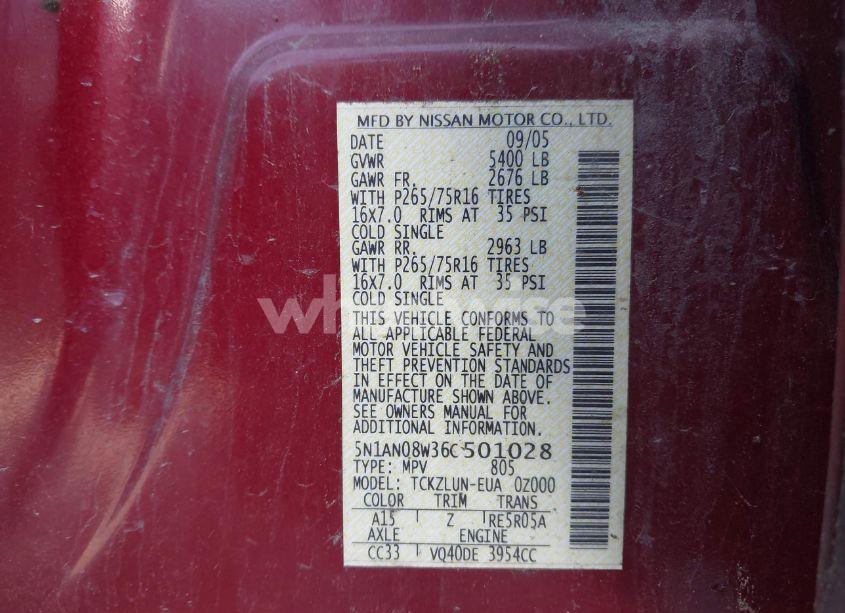 MFD BY NISSAN MOTOR CO., LTD.
DATE 09/05
GVWR 5400 LB
GAWR FR. 2676 LB
WITH P265/75R16 TIRES
16X7.0 RIMS AT 35 PSI
COLD SINGLE
GAWR RR. 2963 LB
WITH P265/75R16 TIRES
16X7.0 RIMS AT 35 PSI
COLD SINGLE
THIS VEHICLE CONFORMS TO
ALL APPLICABLE FEDERAL
MOTOR VEHICLE SAFETY AND
THEFT PREVENTION STANDARDS
IN EFFECT ON THE DATE OF
MANUFACTURE SHOWN ABOVE.
SEE OWNERS MANUAL FOR
ADDITIONAL INFORMATION.
5N1AN08W36C501028
TYPE: MPV 805
MODEL: TCKZLUN-EUA 0Z000
COLOR TRIM TRANS
A15 Z RE5R05A
AXLE ENGINE
CC33 VQ40DE 3954CC